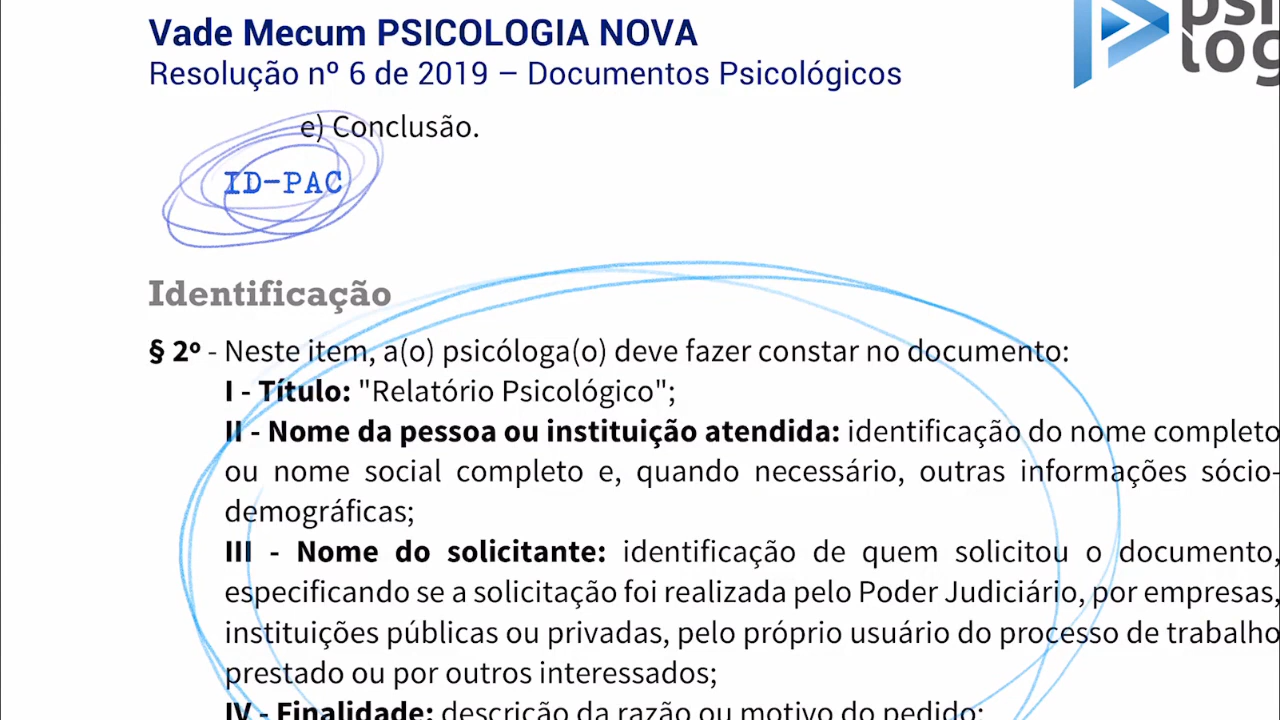 Vade Mecum PSICOLOGIA NOVA
Resolução nº 6 de 2019 – Documentos Psicológicos
e) Conclusão.
ID-PAC
Identificação
§ 2º - Neste item, a(o) psicóloga(o) deve fazer constar no documento:
I - Título: "Relatório Psicológico";
II - Nome da pessoa ou instituição atendida: identificação do nome completo
ou nome social completo e, quando necessário, outras informações sócio-
demográficas;
III - Nome do solicitante: identificação de quem solicitou o documento,
especificando se a solicitação foi realizada pelo Poder Judiciário, por empresas,
instituições públicas ou privadas, pelo próprio usuário do processo de trabalho
prestado ou por outros interessados;
IV - Finalidade: descrição da razão ou motivo do pedido;